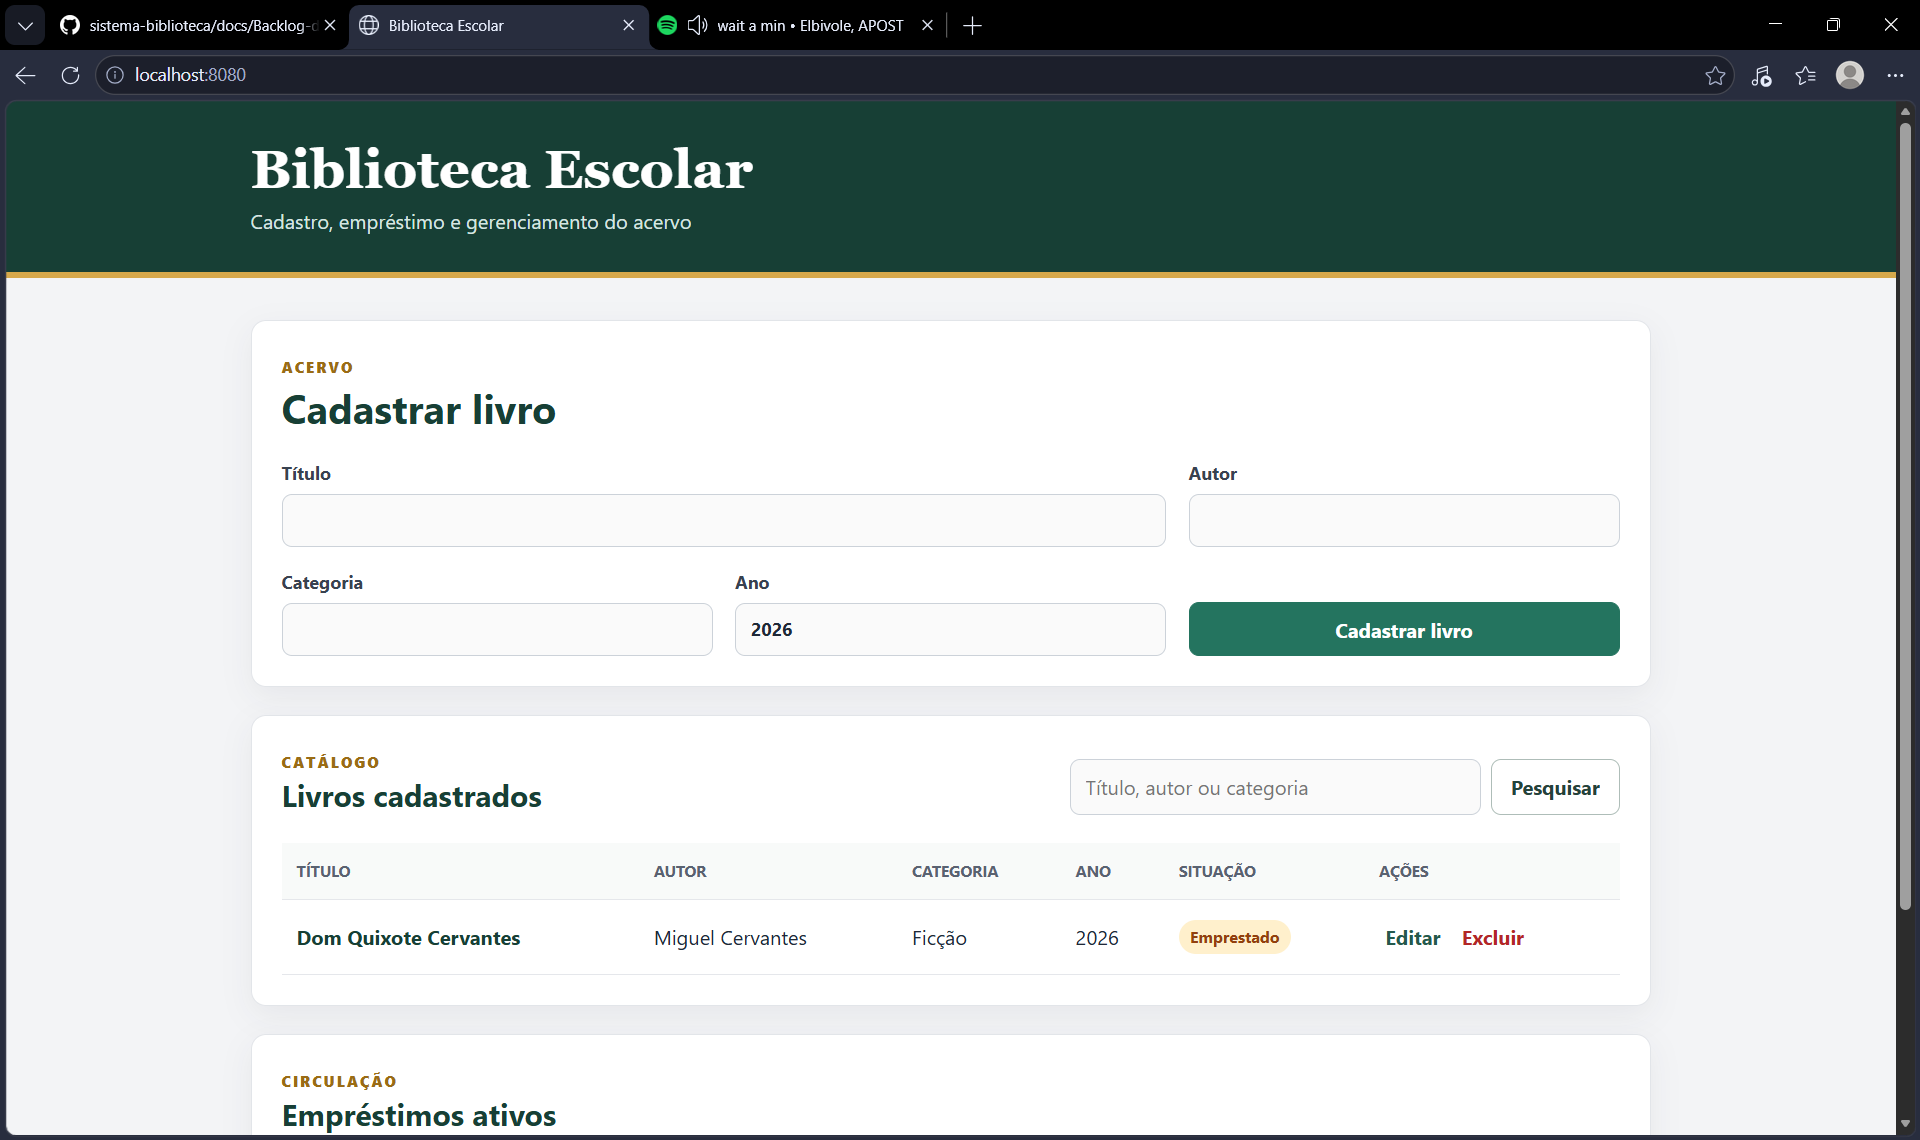 sistema-biblioteca/docs/Backlog-
Biblioteca Escolar
wait a min • Elbivole, APOST
localhost:8080
Biblioteca Escolar
Cadastro, empréstimo e gerenciamento do acervo
ACERVO
Cadastrar livro
Título
Autor
Categoria
Ano
2026
Cadastrar livro
CATÁLOGO
Livros cadastrados
Título, autor ou categoria
Pesquisar
TÍTULO AUTOR CATEGORIA ANO SITUAÇÃO AÇÕES
Dom Quixote Cervantes Miguel Cervantes Ficção 2026 Emprestado Editar Excluir
CIRCULAÇÃO
Empréstimos ativos